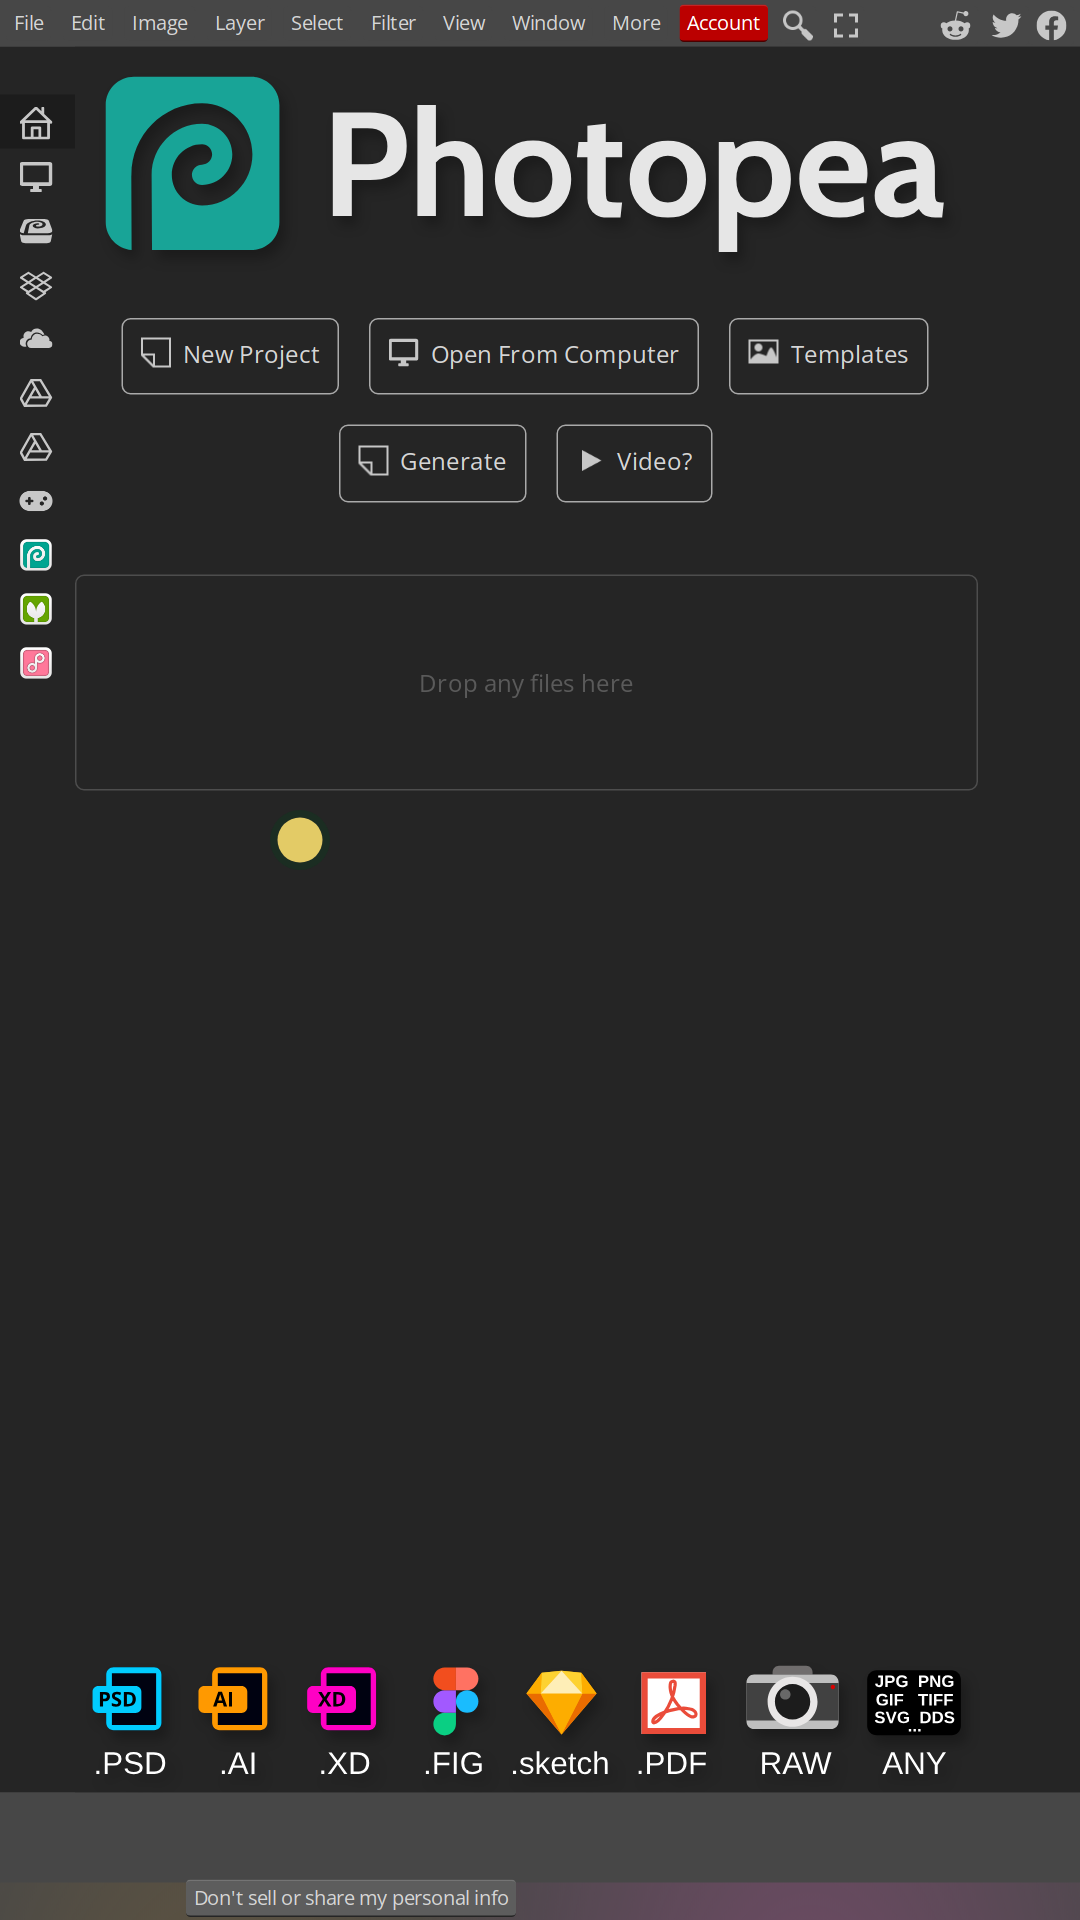 File Edit Image Layer Select Filter View Window More Account
Photopea
New Project Open From Computer Templates
Generate Video?
Drop any files here
PSD AI XD
JPG PNG
GIF TIFF
SVG DDS
...
.PSD .AI .XD .FIG .sketch .PDF RAW ANY
Don't sell or share my personal info